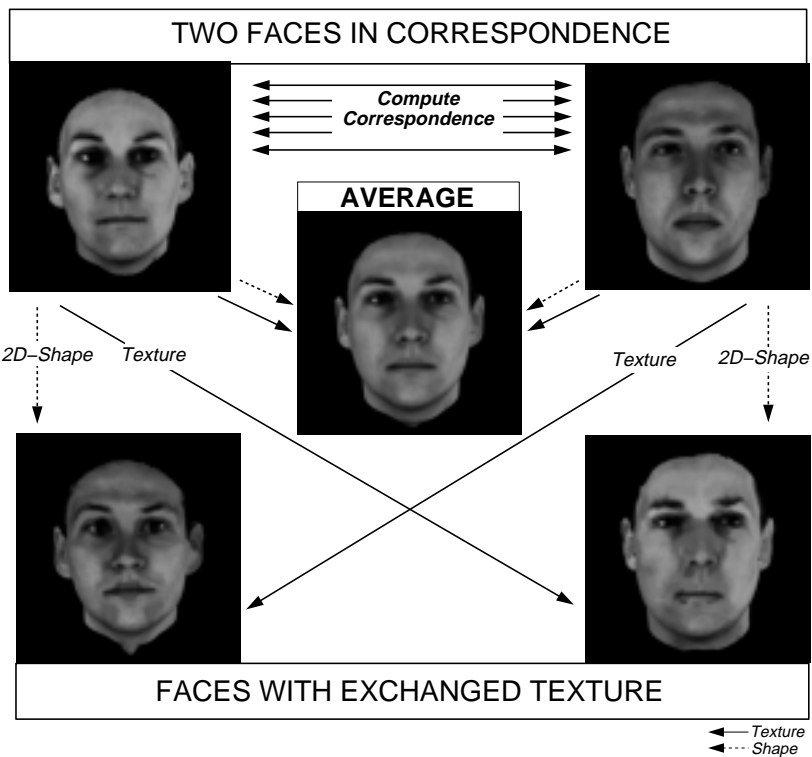 TWO FACES IN CORRESPONDENCE
Compute
Correspondence
AVERAGE
2D–Shape
Texture
Texture
2D–Shape
FACES WITH EXCHANGED TEXTURE
Texture
Shape